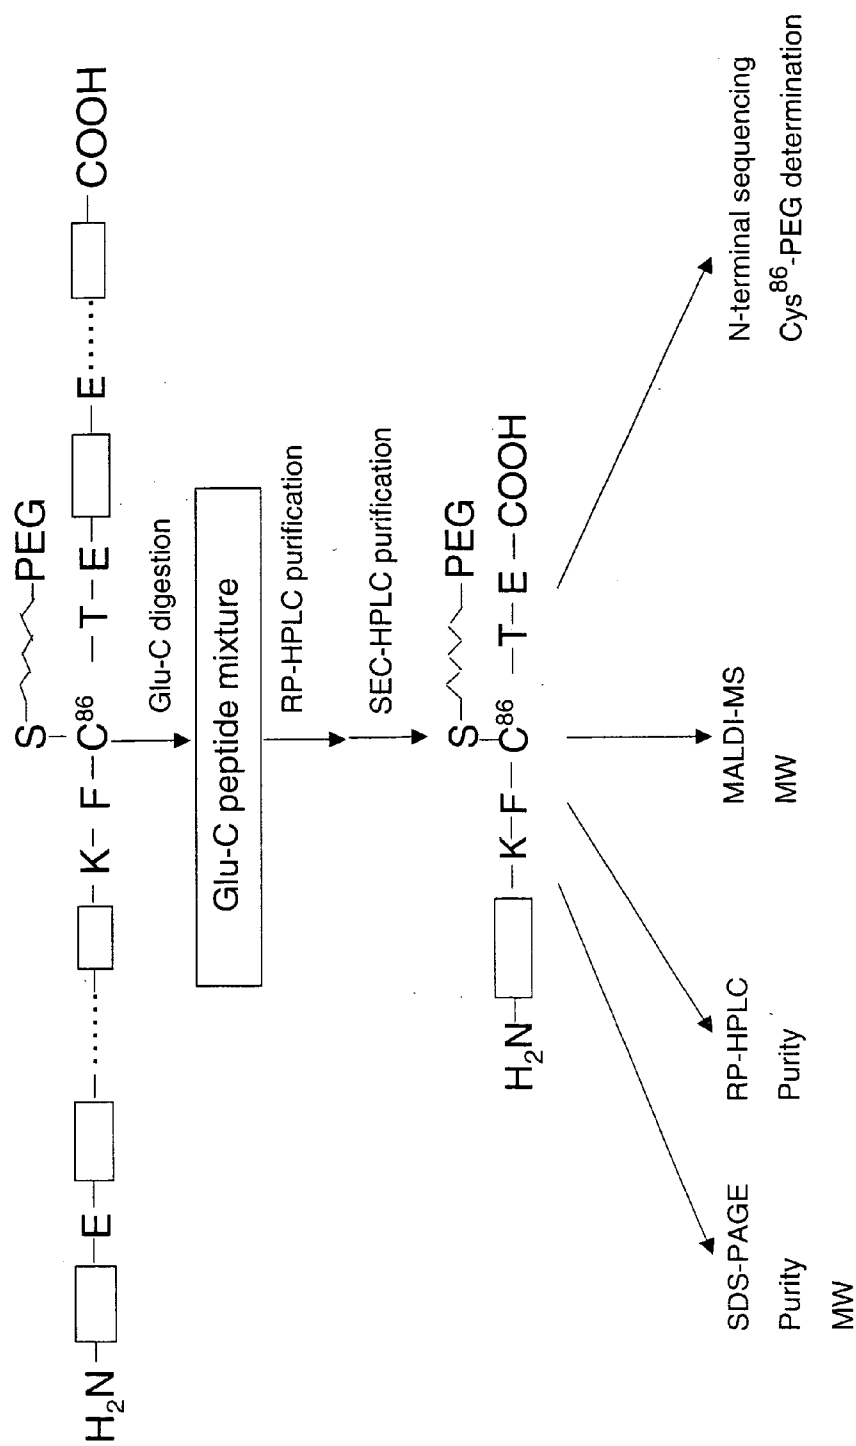 S PEG
H₂N E K F C⁸⁶ T E E COOH
Glu-C digestion
Glu-C peptide mixture
RP-HPLC purification
SEC-HPLC purification
S PEG
H₂N K F C⁸⁶ T E COOH
SDS-PAGE
Purity
MW
RP-HPLC
Purity
MALDI-MS
MW
N-terminal sequencing
Cys⁸⁶-PEG determination